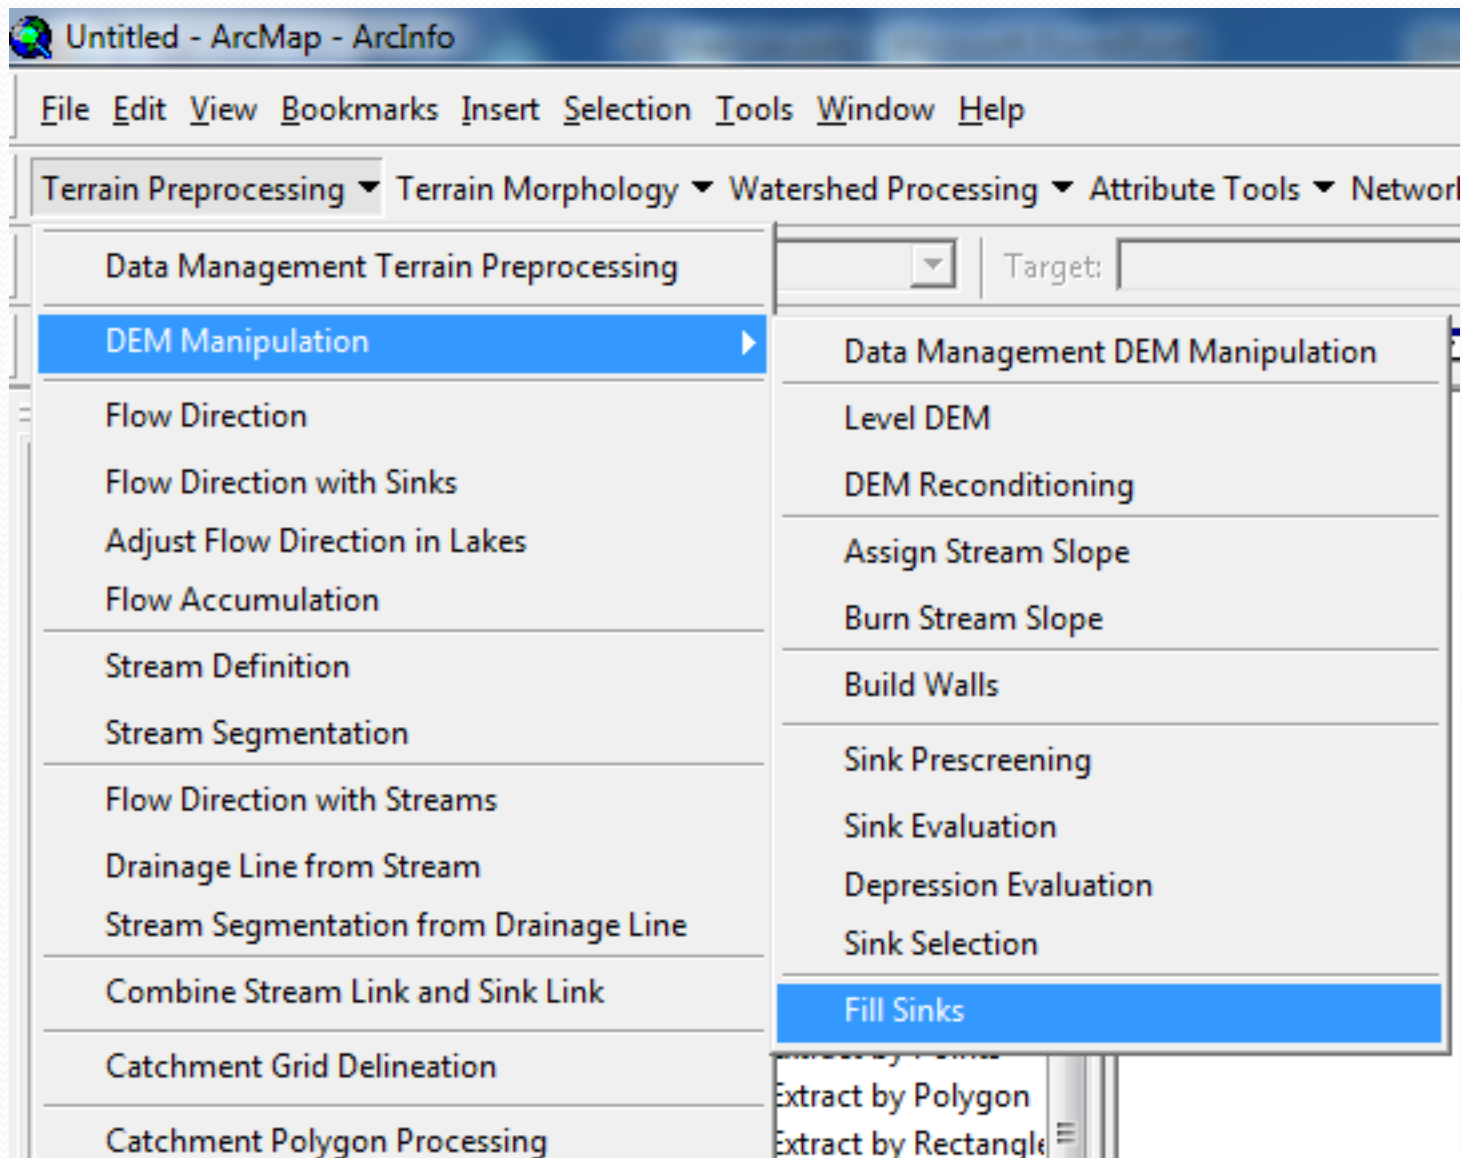 Untitled - ArcMap - ArcInfo
File Edit View Bookmarks Insert Selection Tools Window Help
Terrain Preprocessing Terrain Morphology Watershed Processing Attribute Tools
Target:
Data Management Terrain Preprocessing
DEM Manipulation
Flow Direction
Flow Direction with Sinks
Adjust Flow Direction in Lakes
Flow Accumulation
Stream Definition
Stream Segmentation
Flow Direction with Streams
Drainage Line from Stream
Stream Segmentation from Drainage Line
Combine Stream Link and Sink Link
Catchment Grid Delineation
Catchment Polygon Processing
Data Management DEM Manipulation
Level DEM
DEM Reconditioning
Assign Stream Slope
Burn Stream Slope
Build Walls
Sink Prescreening
Sink Evaluation
Depression Evaluation
Sink Selection
Fill Sinks
Extract by Polygon
Extract by